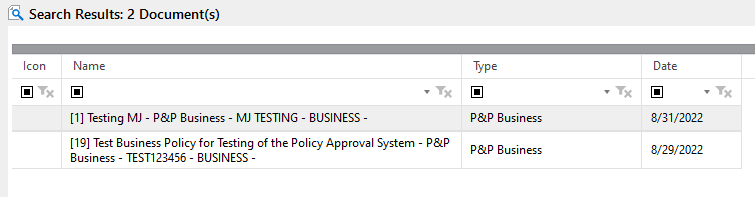 Search Results: 2 Document(s)
Icon Name Type Date
[1] Testing MJ - P&P Business - MJ TESTING - BUSINESS - P&P Business 8/31/2022
[19] Test Business Policy for Testing of the Policy Approval System - P&P
Business - TEST123456 - BUSINESS - P&P Business 8/29/2022